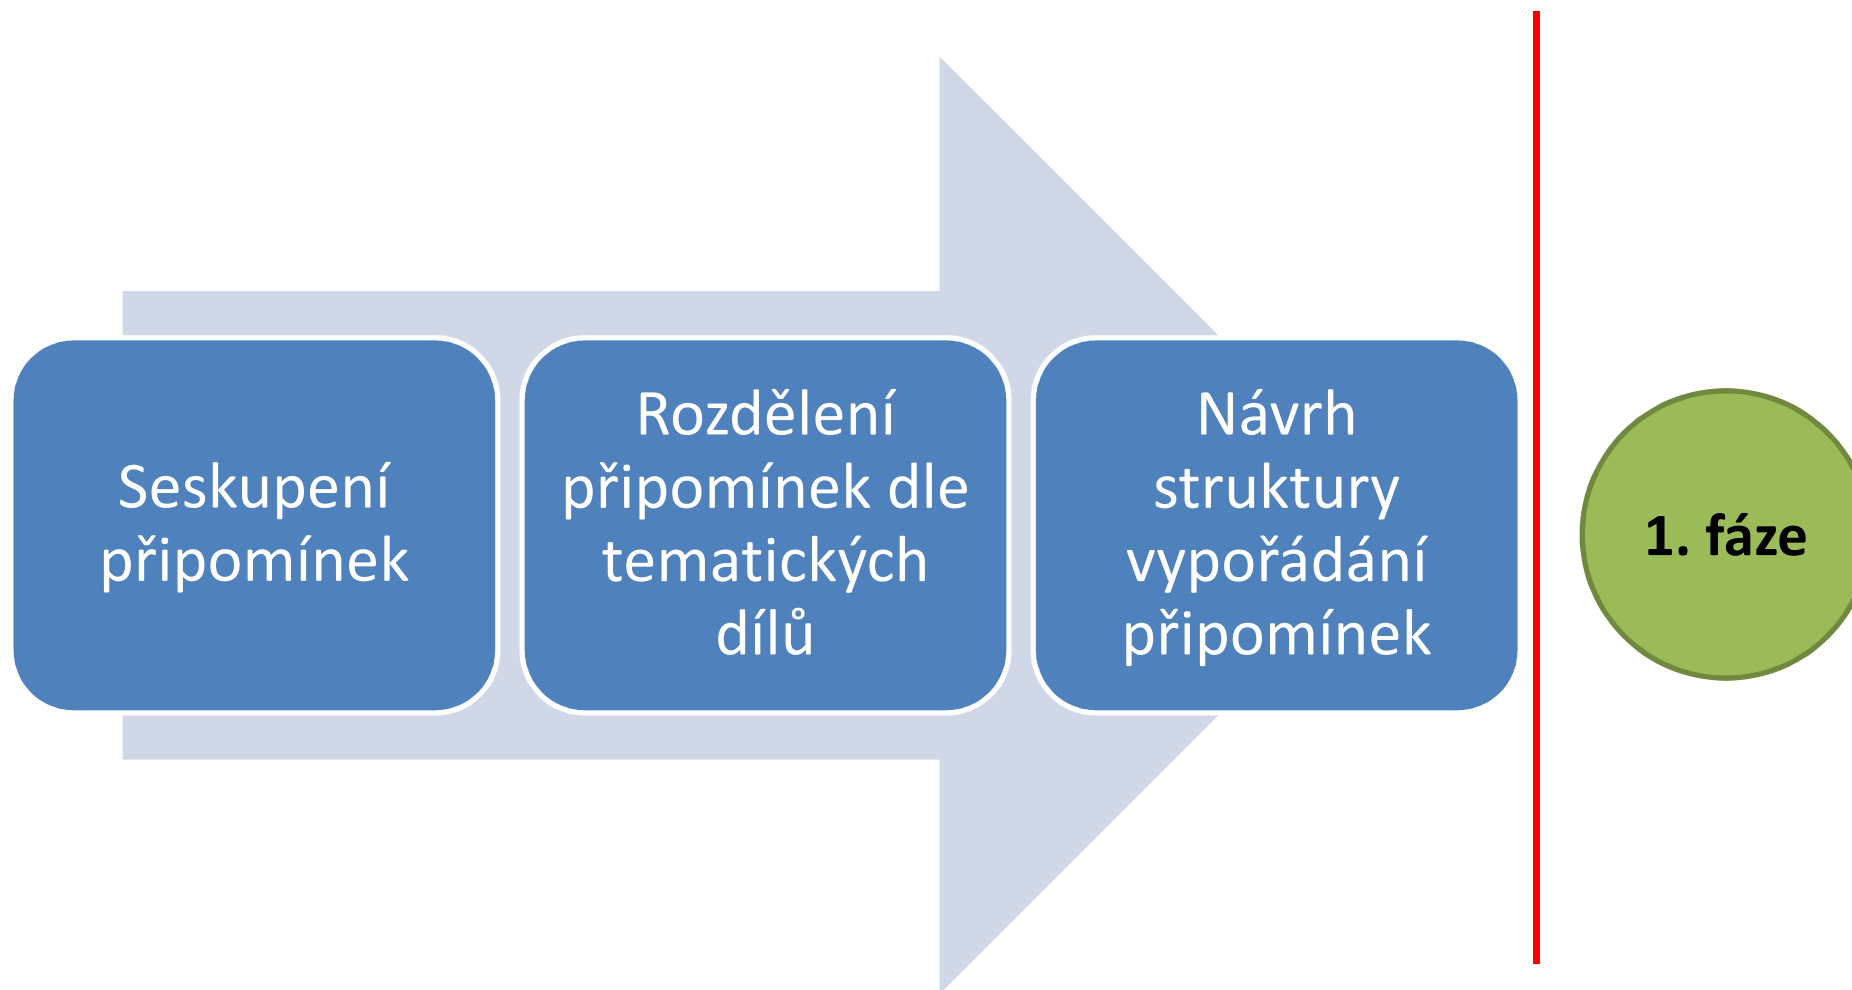 Seskupení
připomínek
Rozdělení
připomínek dle
tematických
dílů
Návrh
struktury
vypořádání
připomínek
1. fáze